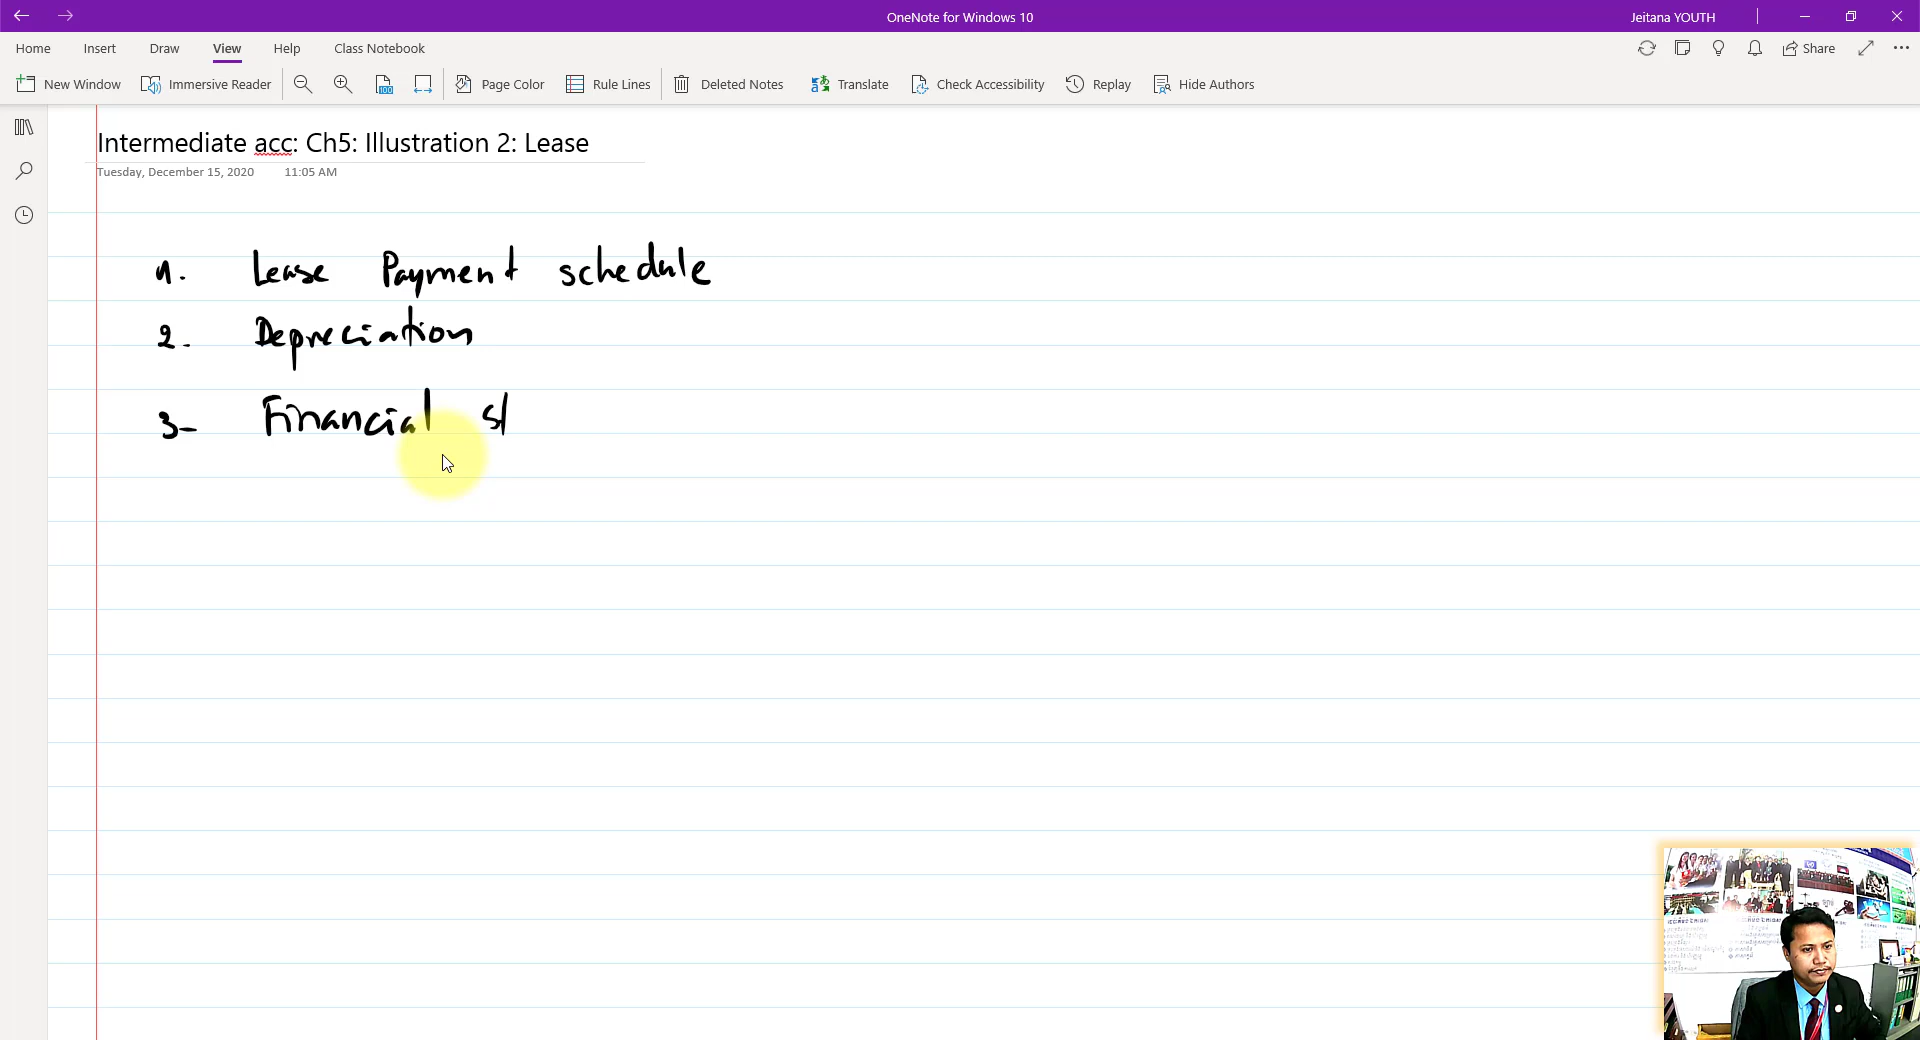 OneNote for Windows 10
Jeitana YOUTH
Home Insert Draw View Help Class Notebook
Share
New Window Immersive Reader 100 Page Color Rule Lines Deleted Notes Translate Check Accessibility Replay Hide Authors
Intermediate acc: Ch5: Illustration 2: Lease
Tuesday, December 15, 2020 11:05 AM
1. Lease Payment schedule
2. Depreciation
3- Financial st